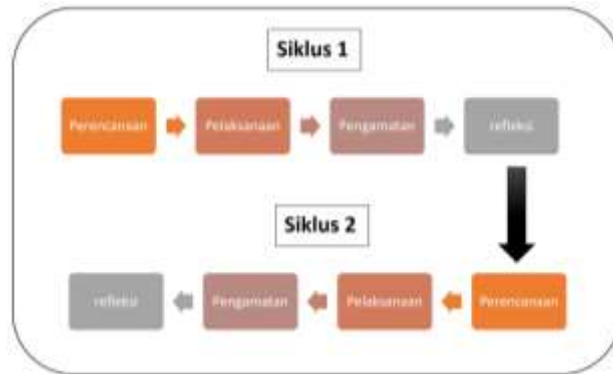 Siklus 1
Perencanaan Pelaksanaan Pengamatan refleksi
Siklus 2
refleksi Pengamatan Pelaksanaan Perencanaan